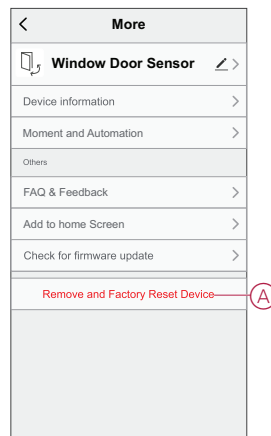 More
Window Door Sensor
Device information
Moment and Automation
Others
FAQ & Feedback
Add to home Screen
Check for firmware update
Remove and Factory Reset Device
A